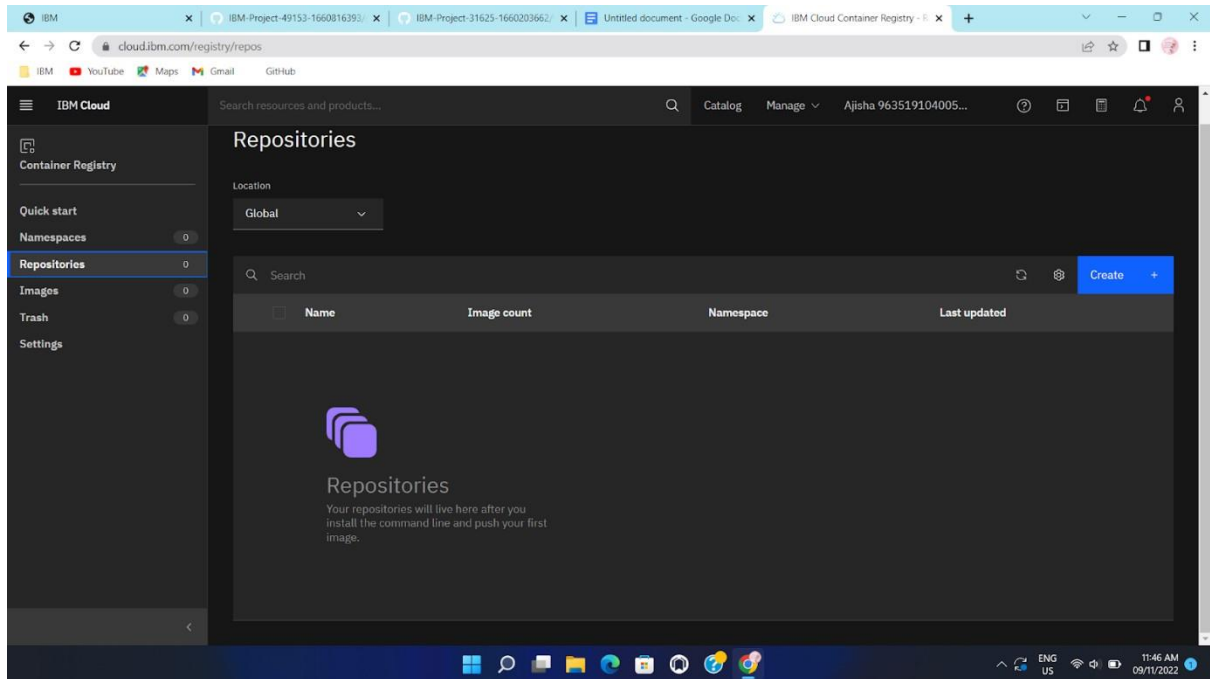 IBM
IBM-Project-49153-1660816393/
IBM-Project-31625-1660203662/
Untitled document - Google Doc
IBM Cloud Container Registry - R
cloud.ibm.com/registry/repos
IBM
YouTube
Maps
Gmail
GitHub
IBM Cloud
Search resources and products...
Catalog
Manage
Ajisha 963519104005...
Container Registry
Quick start
Namespaces 0
Repositories 0
Images 0
Trash 0
Settings
Repositories
Location
Global
Search
Create +
Name Image count Namespace Last updated
Repositories
Your repositories will live here after you
install the command line and push your first
image.
ENG
US
11:46 AM
09/11/2022
1